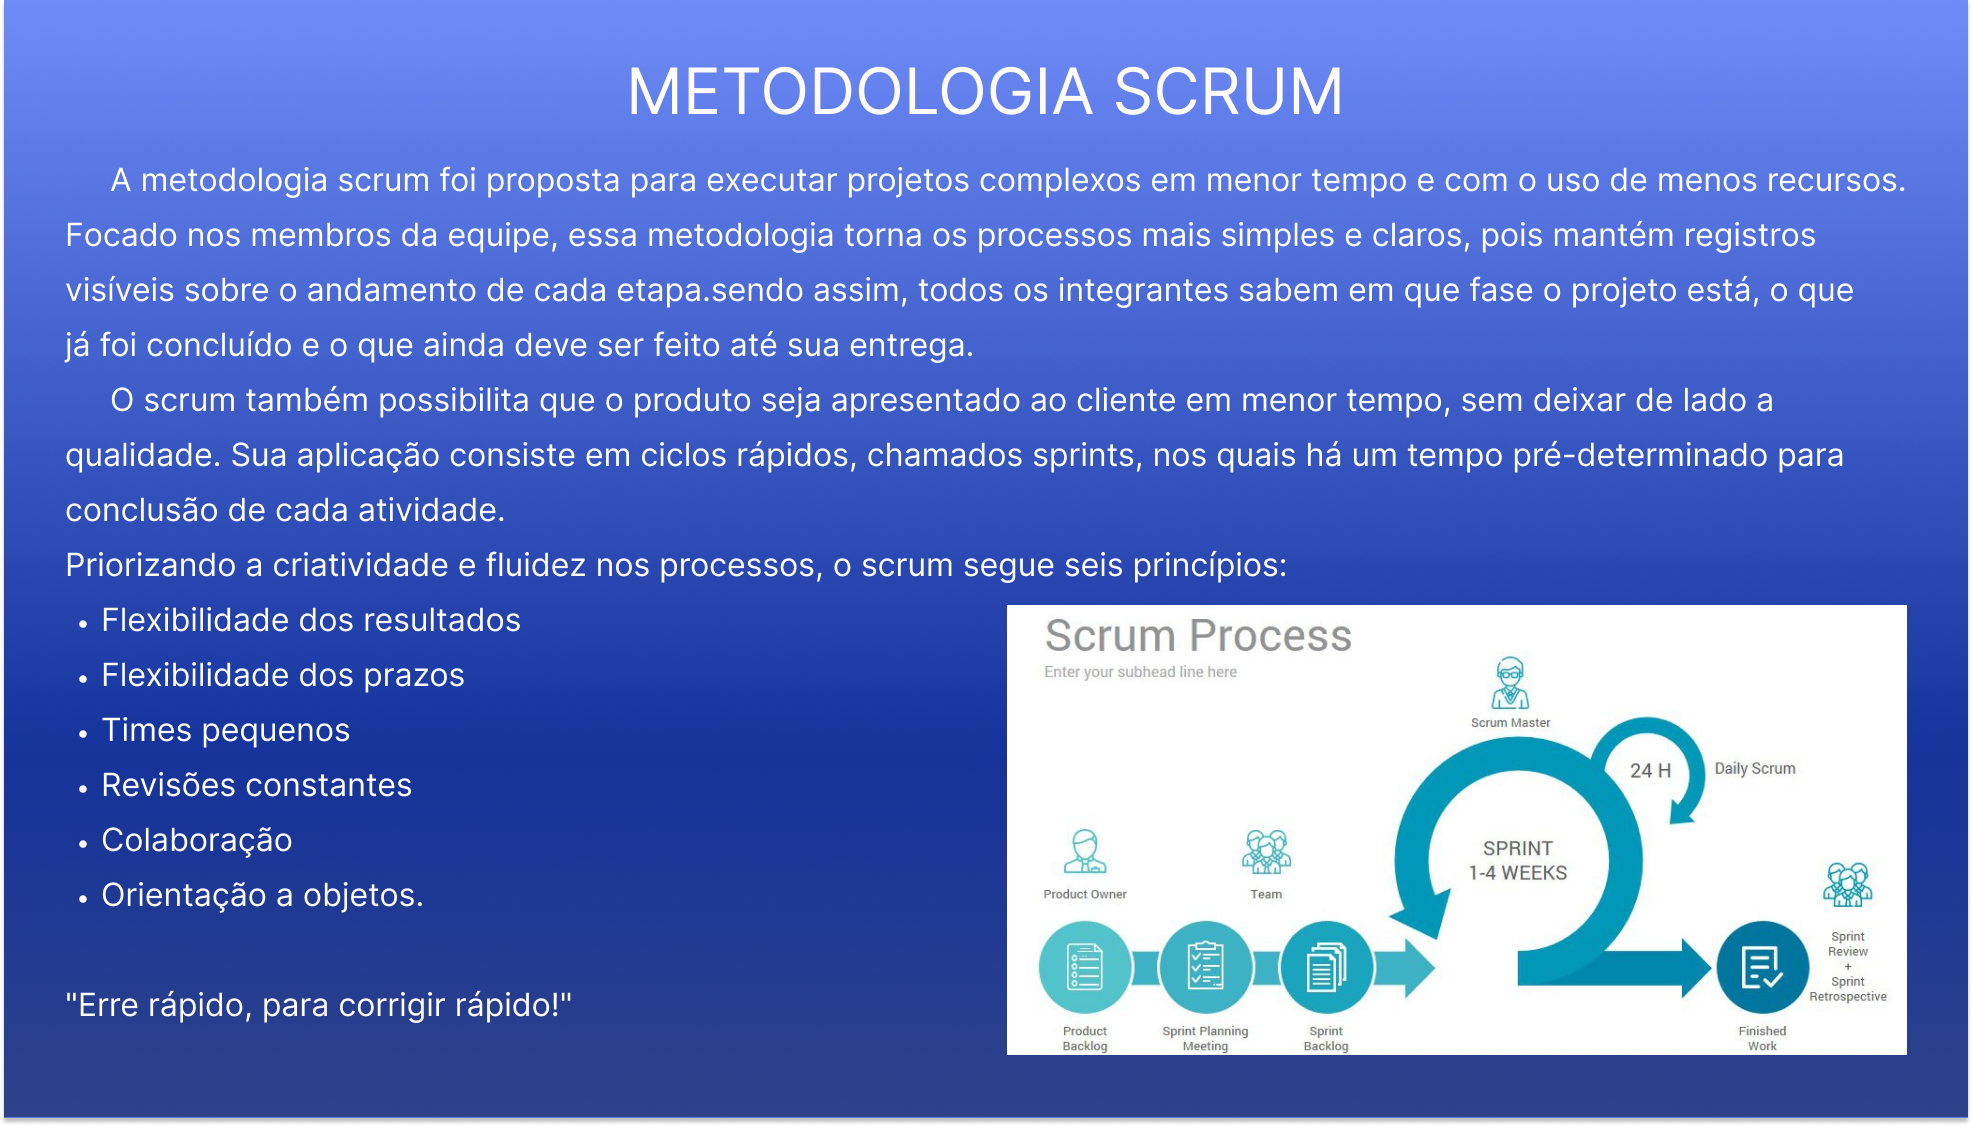 METODOLOGIA SCRUM
A metodologia scrum foi proposta para executar projetos complexos em menor tempo e com o uso de menos recursos.
Focado nos membros da equipe, essa metodologia torna os processos mais simples e claros, pois mantém registros
visíveis sobre o andamento de cada etapa.sendo assim, todos os integrantes sabem em que fase o projeto está, o que
já foi concluído e o que ainda deve ser feito até sua entrega.
O scrum também possibilita que o produto seja apresentado ao cliente em menor tempo, sem deixar de lado a
qualidade. Sua aplicação consiste em ciclos rápidos, chamados sprints, nos quais há um tempo pré-determinado para
conclusão de cada atividade.
Priorizando a criatividade e fluidez nos processos, o scrum segue seis princípios:
• Flexibilidade dos resultados
• Flexibilidade dos prazos
• Times pequenos
• Revisões constantes
• Colaboração
• Orientação a objetos.
"Erre rápido, para corrigir rápido!"
Scrum Process
Enter your subhead line here
Scrum Master
24 H
Daily Scrum
SPRINT
1-4 WEEKS
Product Owner
Team
Sprint
Review
+
Sprint
Retrospective
Product
Backlog
Sprint Planning
Meeting
Sprint
Backlog
Finished
Work